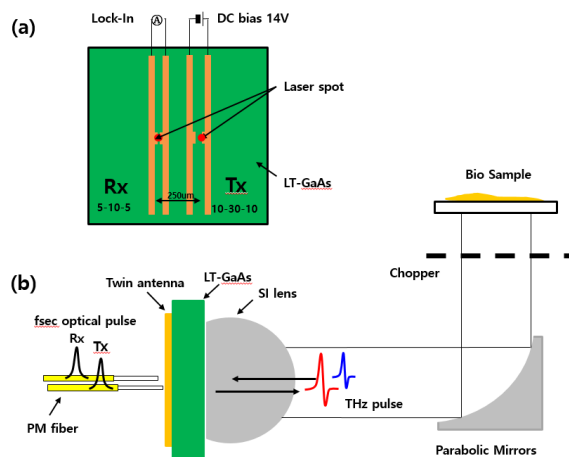 (a)
Lock-In
A
DC bias 14V
Laser spot
Rx
5-10-5
250um
Tx
10-30-10
LT-GaAs
Bio Sample
Chopper
(b)
Twin antenna
LT-GaAs
SI lens
fsec optical pulse
Rx
Tx
PM fiber
THz pulse
Parabolic Mirrors